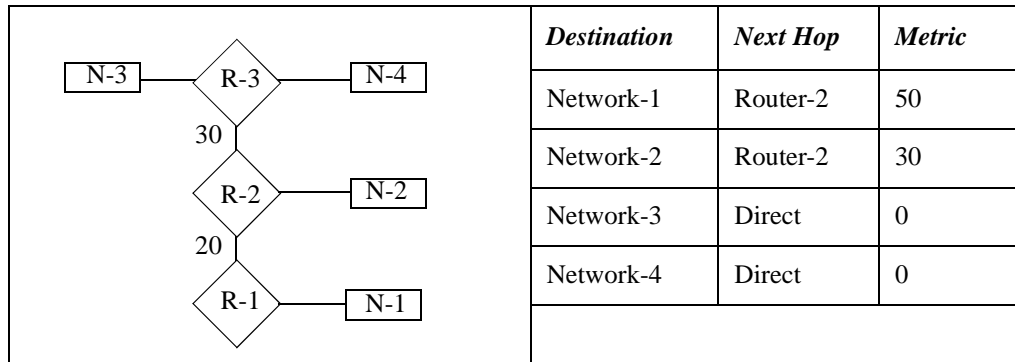 N-3
R-3
N-4
30
R-2
N-2
20
R-1
N-1
Destination Next Hop Metric
Network-1 Router-2 50
Network-2 Router-2 30
Network-3 Direct 0
Network-4 Direct 0